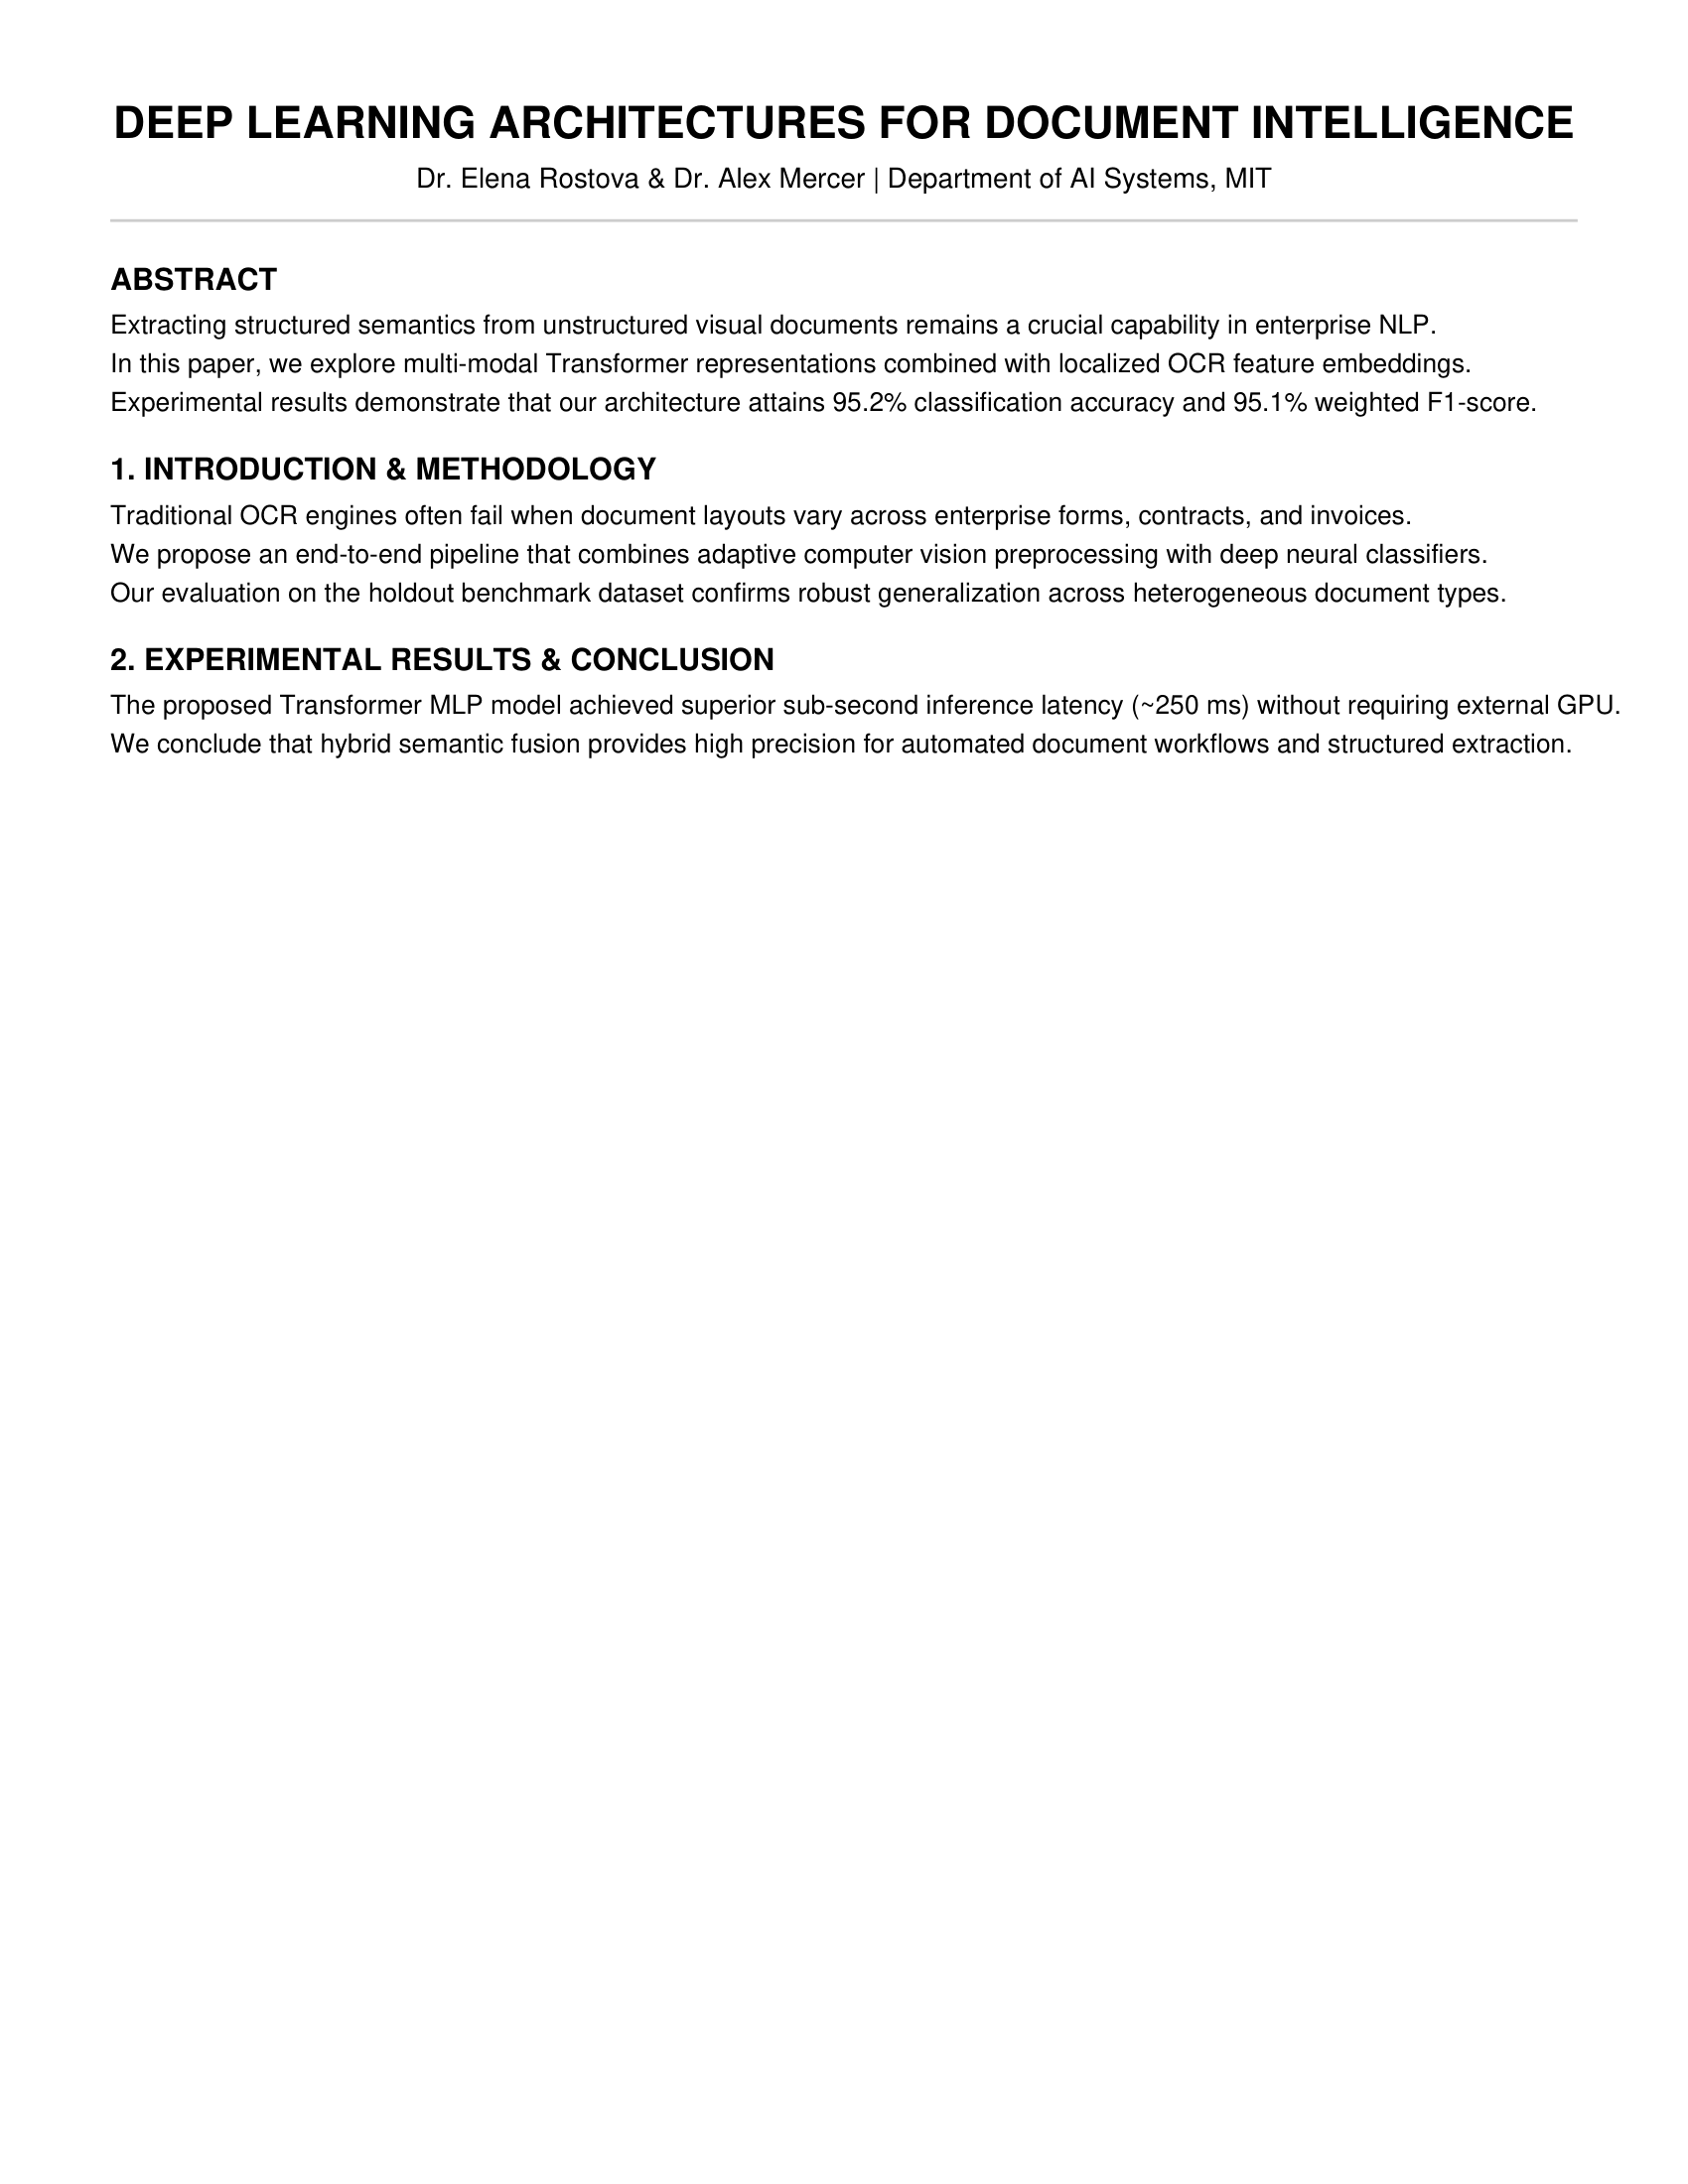 DEEP LEARNING ARCHITECTURES FOR DOCUMENT INTELLIGENCE
Dr. Elena Rostova & Dr. Alex Mercer | Department of AI Systems, MIT
ABSTRACT
Extracting structured semantics from unstructured visual documents remains a crucial capability in enterprise NLP.
In this paper, we explore multi-modal Transformer representations combined with localized OCR feature embeddings.
Experimental results demonstrate that our architecture attains 95.2% classification accuracy and 95.1% weighted F1-score.
1. INTRODUCTION & METHODOLOGY
Traditional OCR engines often fail when document layouts vary across enterprise forms, contracts, and invoices.
We propose an end-to-end pipeline that combines adaptive computer vision preprocessing with deep neural classifiers.
Our evaluation on the holdout benchmark dataset confirms robust generalization across heterogeneous document types.
2. EXPERIMENTAL RESULTS & CONCLUSION
The proposed Transformer MLP model achieved superior sub-second inference latency (~250 ms) without requiring external GPU.
We conclude that hybrid semantic fusion provides high precision for automated document workflows and structured extraction.